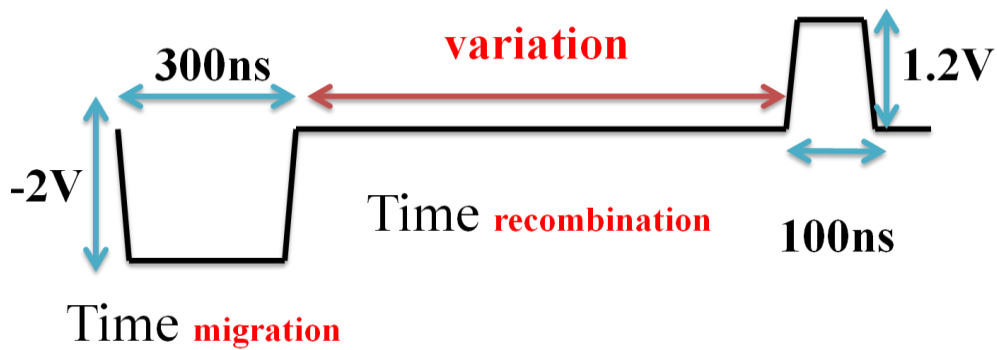 variation
300ns
1.2V
-2V
Time recombination
100ns
Time migration